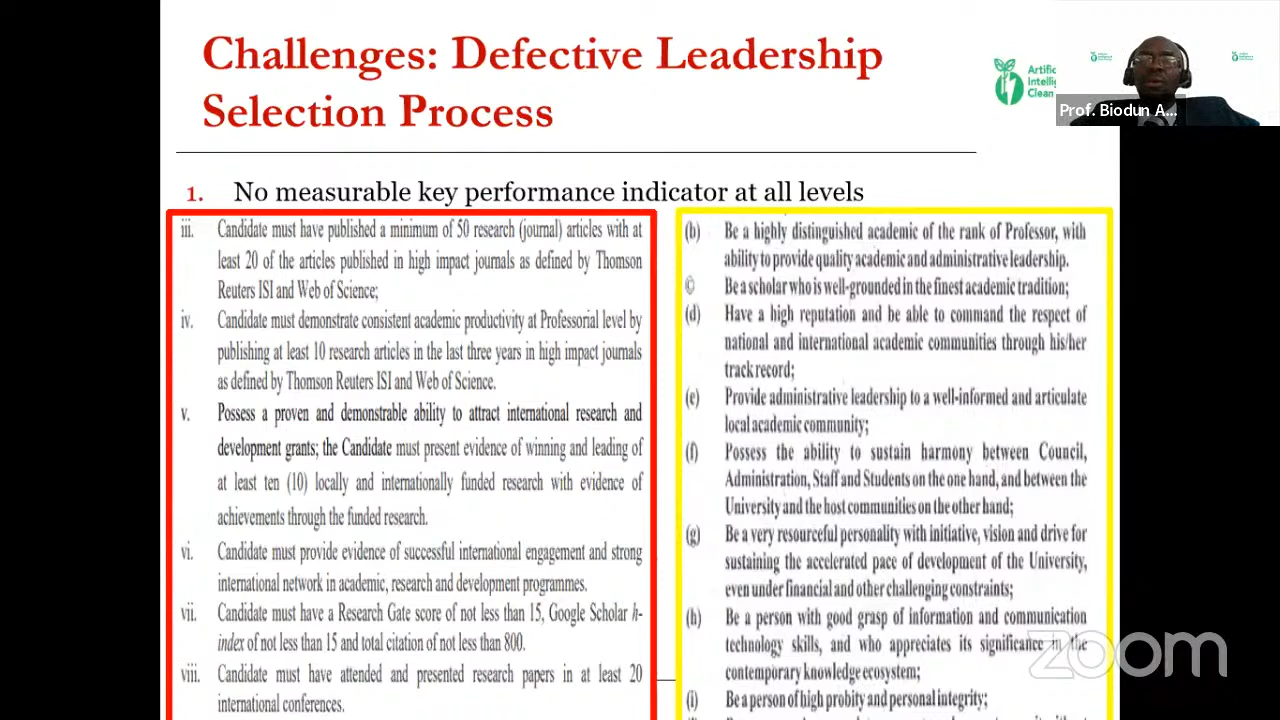 Challenges: Defective Leadership
Selection Process
Artific
Intellig
Clean
Prof. Biodun A...
1. No measurable key performance indicator at all levels
iii. Candidate must have published a minimum of 50 research (journal) articles with at
least 20 of the articles published in high impact journals as defined by Thomson
Reuters ISI and Web of Science;
iv. Candidate must demonstrate consistent academic productivity at Professorial level by
publishing at least 10 research articles in the last three years in high impact journals
as defined by Thomson Reuters ISI and Web of Science.
v. Possess a proven and demonstrable ability to attract international research and
development grants; the Candidate must present evidence of winning and leading of
at least ten (10) locally and internationally funded research with evidence of
achievements through the funded research.
vi. Candidate must provide evidence of successful international engagement and strong
international network in academic, research and development programmes.
vii. Candidate must have a Research Gate score of not less than 15, Google Scholar h-
index of not less than 15 and total citation of not less than 800.
viii. Candidate must have attended and presented research papers in at least 20
international conferences.
(b) Be a highly distinguished academic of the rank of Professor, with
ability to provide quality academic and administrative leadership.
© Be a scholar who is well-grounded in the finest academic tradition;
(d) Have a high reputation and be able to command the respect of
national and international academic communities through his/her
track record;
(e) Provide administrative leadership to a well-informed and articulate
local academic community;
(f) Possess the ability to sustain harmony between Council,
Administration, Staff and Students on the one hand, and between the
University and the host communities on the other hand;
(g) Be a very resourceful personality with initiative, vision and drive for
sustaining the accelerated pace of development of the University,
even under financial and other challenging constraints;
(h) Be a person with good grasp of information and communication
technology skills, and who appreciates its significance in the
contemporary knowledge ecosystem;
(i) Be a person of high probity and personal integrity;
zoom